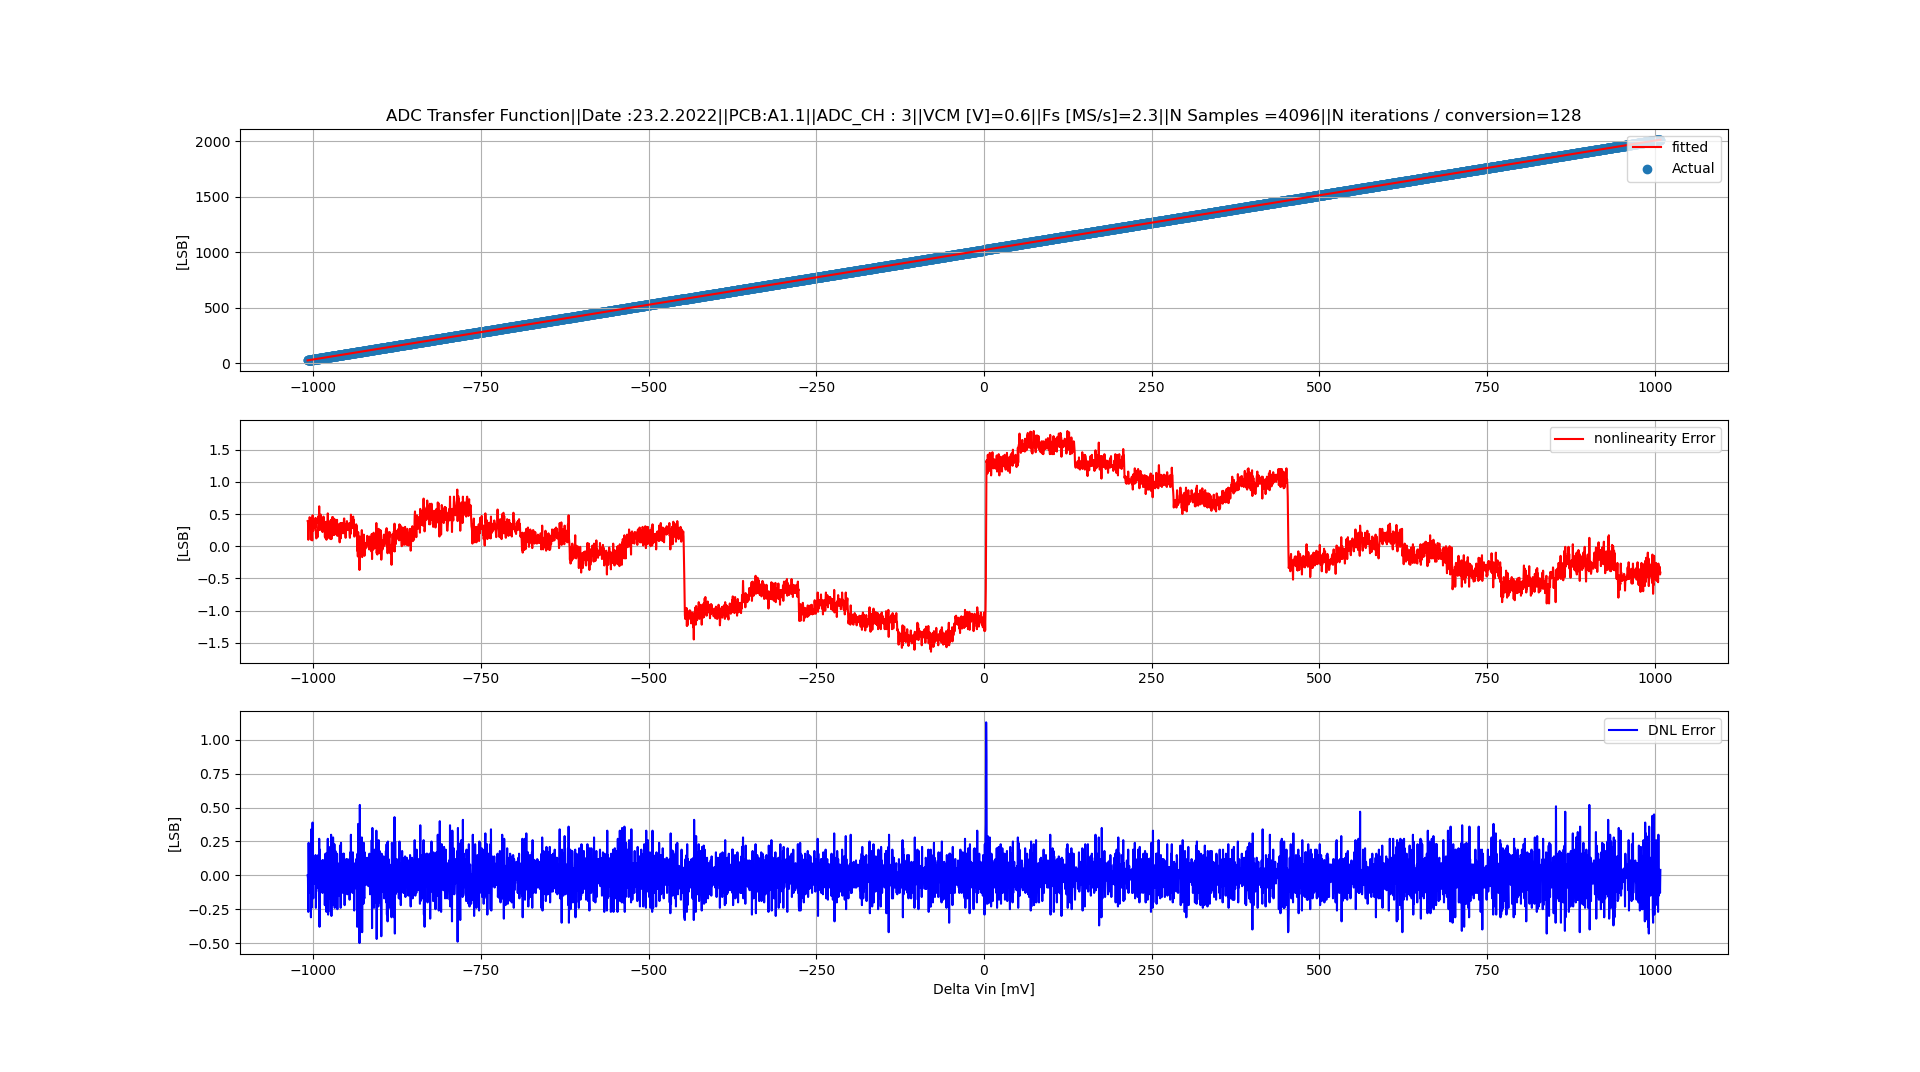 ADC Transfer Function||Date :23.2.2022||PCB:A1.1||ADC_CH : 3||VCM [V]=0.6||Fs [MS/s]=2.3||N Samples =4096||N iterations / conversion=128
2000
1500
1000
500
0
[LSB]
fitted
Actual
−1000 −750 −500 −250 0 250 500 750 1000
1.5
1.0
0.5
0.0
−0.5
−1.0
−1.5
[LSB]
nonlinearity Error
−1000 −750 −500 −250 0 250 500 750 1000
1.00
0.75
0.50
0.25
0.00
−0.25
−0.50
[LSB]
DNL Error
−1000 −750 −500 −250 0 250 500 750 1000
Delta Vin [mV]